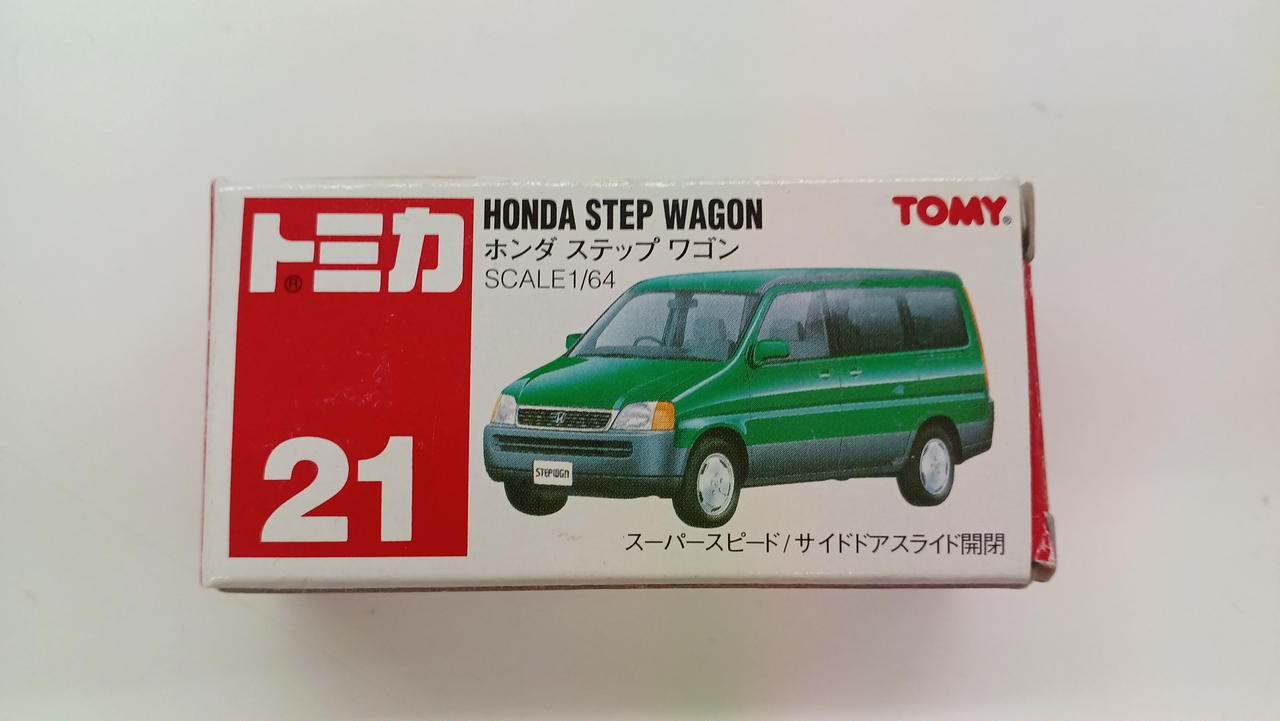 トミカ
®
21
HONDA STEP WAGON
ホンダ ステップ ワゴン
SCALE1/64
TOMY®
STEPWGN
スーパースピード/サイドドアスライド開閉